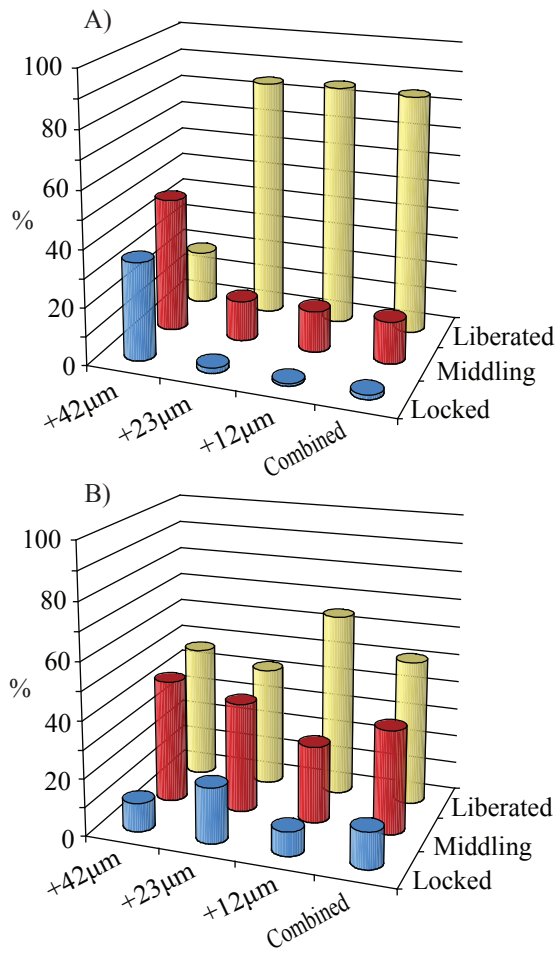 A)
100
80
60
%
40
20
0
+42μm
+23μm
+12μm
Combined
Liberated
Middling
Locked
B)
100
80
60
%
40
20
0
+42μm
+23μm
+12μm
Combined
Liberated
Middling
Locked